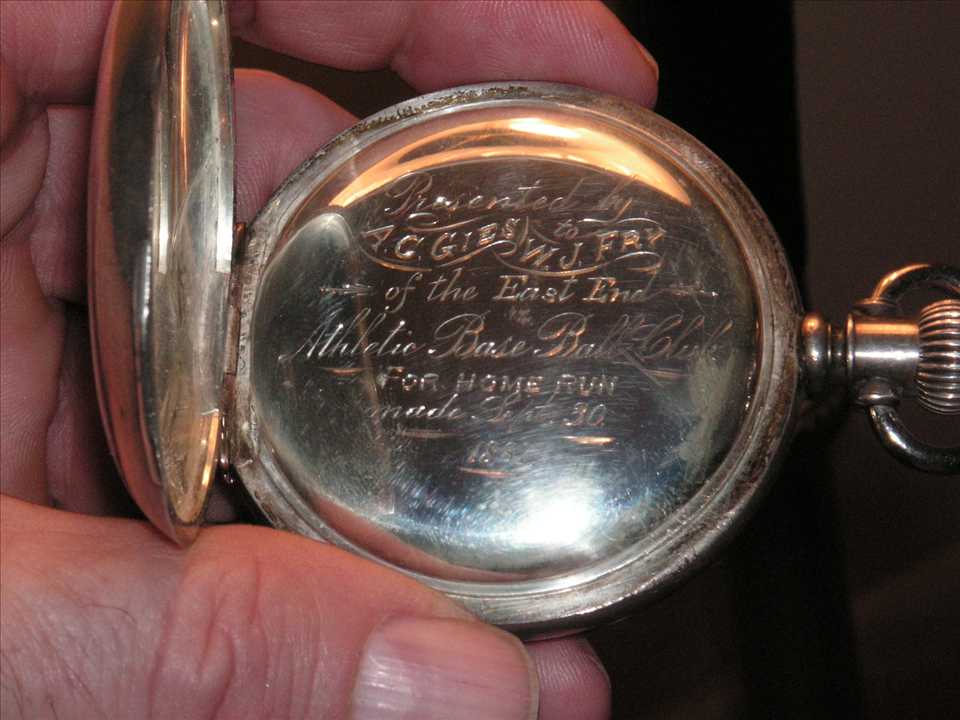 Presented by
A.C. GIES to W.J. FRY
of the East End
Athletic Base Ball Club
FOR HOME RUN
made Sept 30